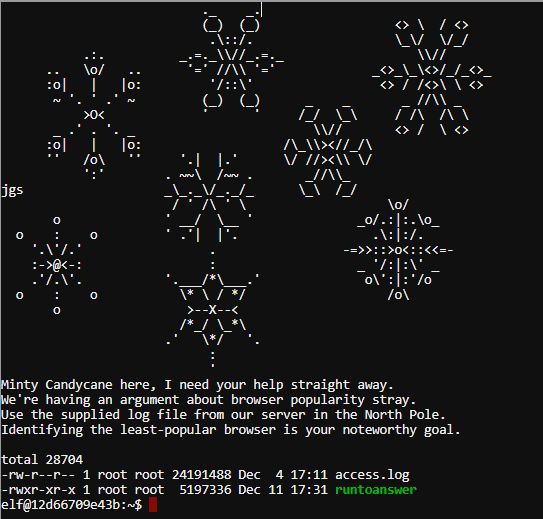 jgs
Minty Candycane here, I need your help straight away.
We're having an argument about browser popularity stray.
Use the supplied log file from our server in the North Pole.
Identifying the least-popular browser is your noteworthy goal.
total 28704
-rw-r--r-- 1 root root 24191488 Dec  4 17:11 access.log
-rwxr-xr-x 1 root root  5197336 Dec 11 17:31 runtoanswer
elf@12d66709e43b:~$